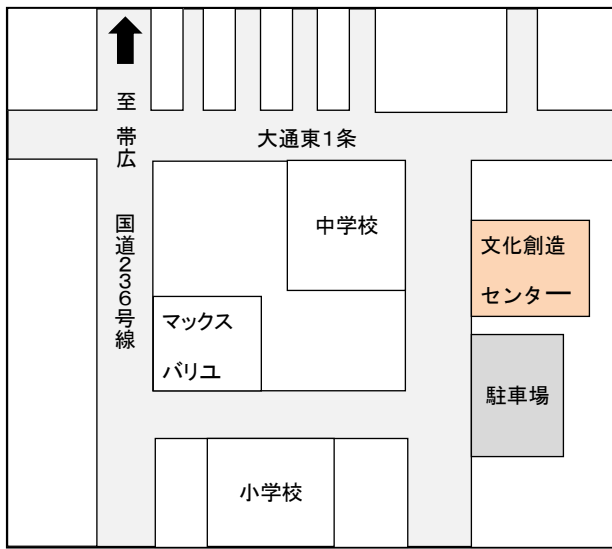 至 帯広
国道236号線
大通東1条
中学校
文化創造
センター
マックス
バリユ
駐車場
小学校